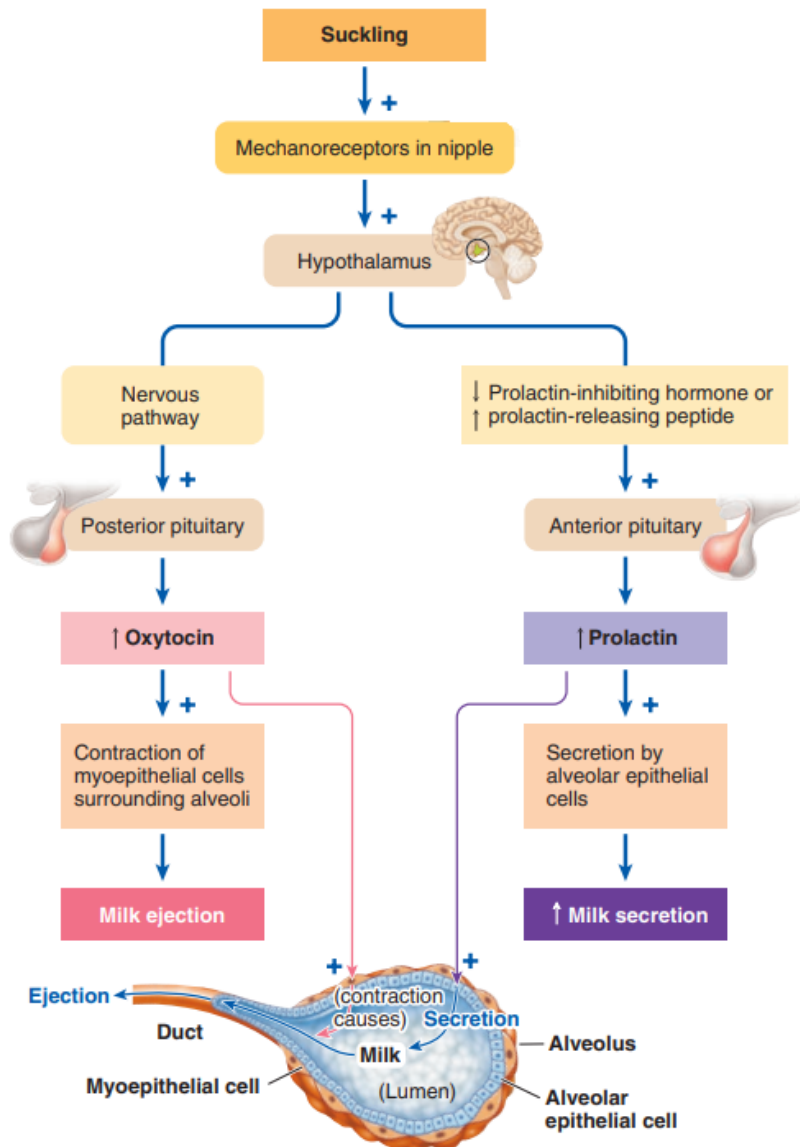 Suckling
+
Mechanoreceptors in nipple
+
Hypothalamus
Nervous
pathway
↓ Prolactin-inhibiting hormone or
↑ prolactin-releasing peptide
+
+
Posterior pituitary
Anterior pituitary
↑ Oxytocin
↑ Prolactin
+
+
Contraction of
myoepithelial cells
surrounding alveoli
Secretion by
alveolar epithelial
cells
Milk ejection
↑ Milk secretion
+
+
Ejection
(contraction
causes)
Secretion
Duct
Milk
Alveolus
Myoepithelial cell
(Lumen)
Alveolar
epithelial cell